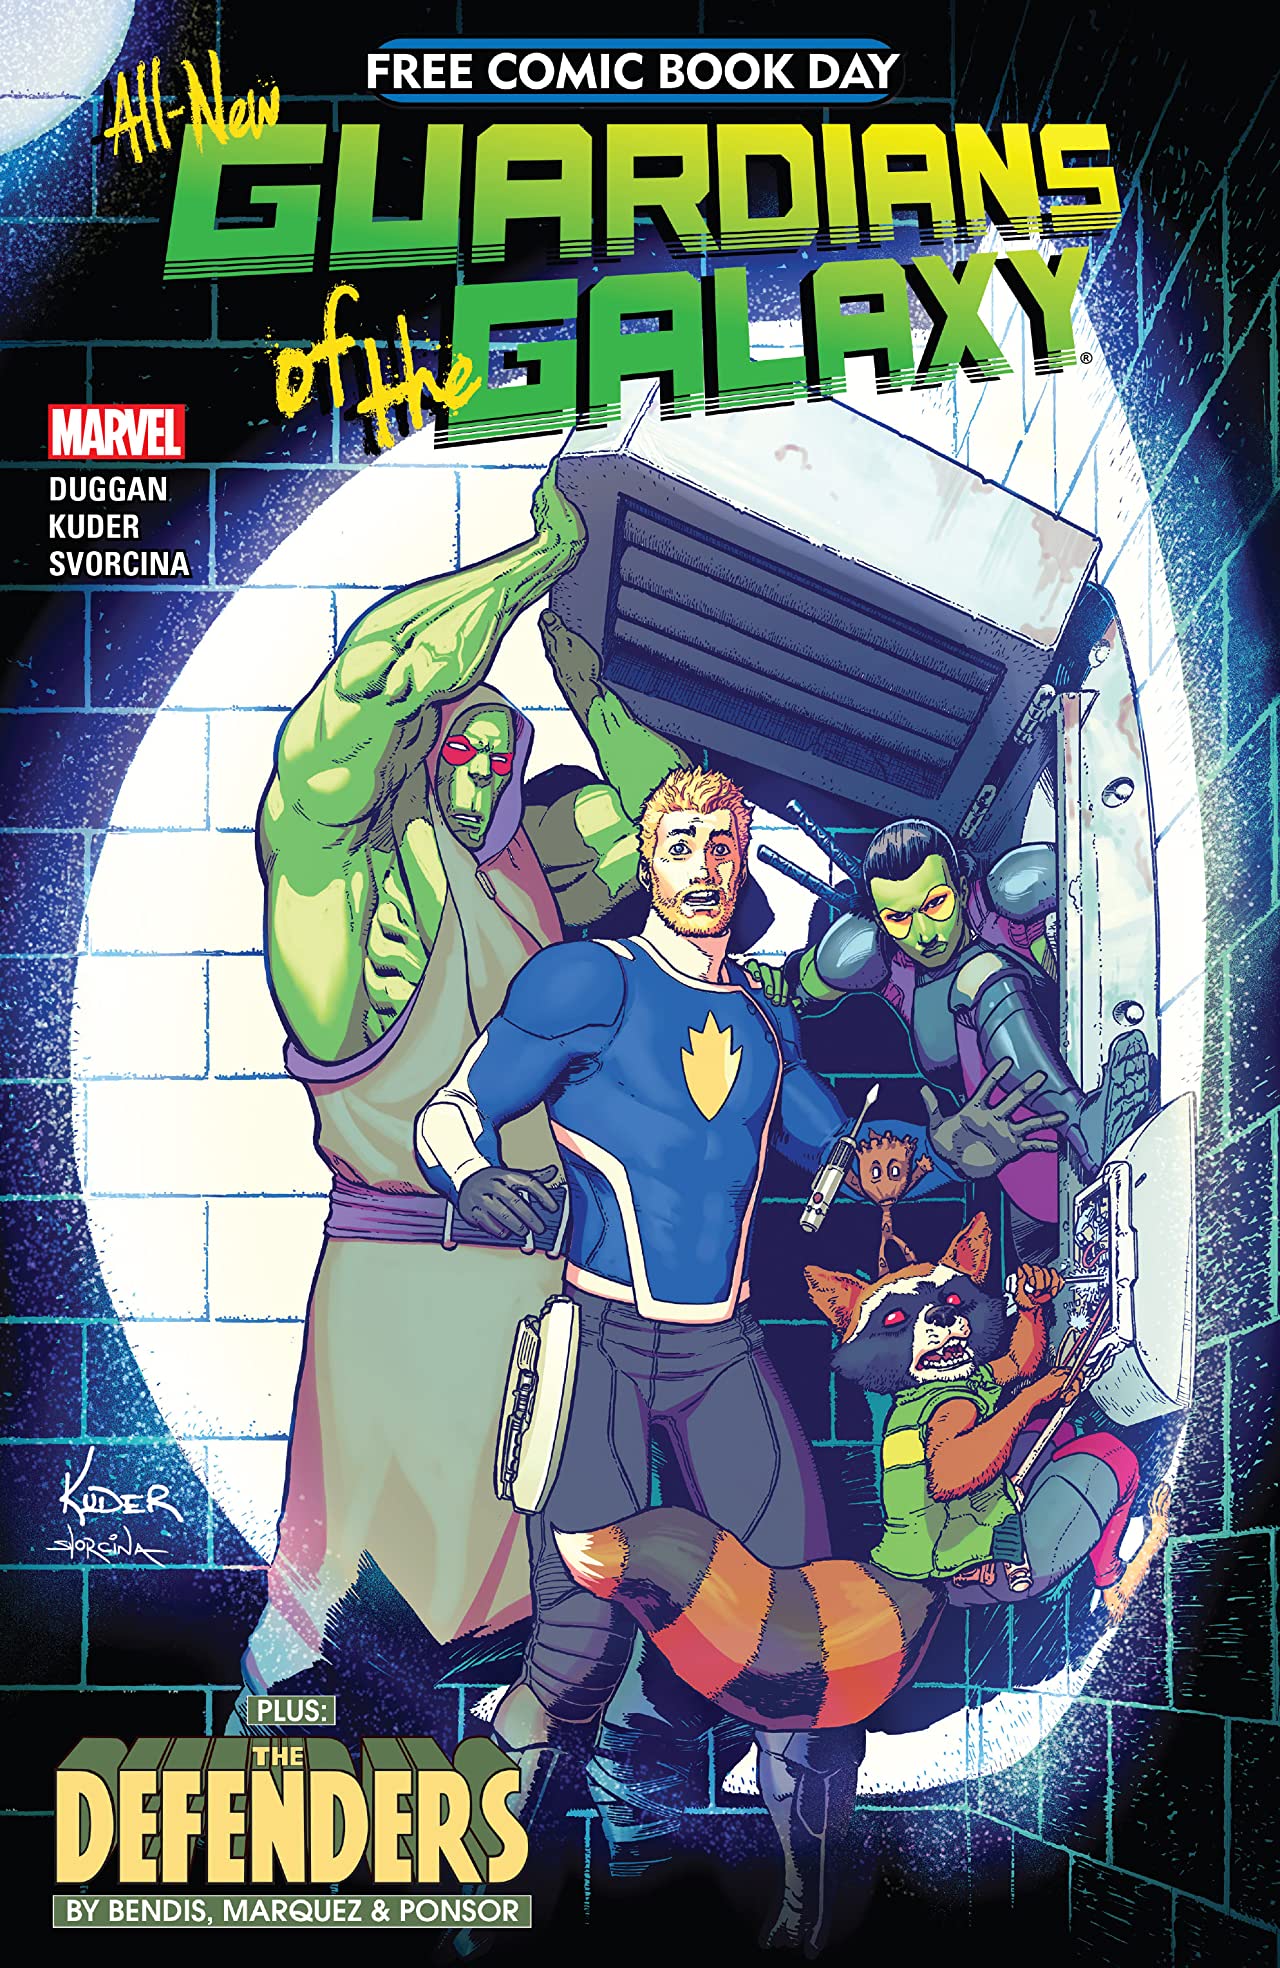 FREE COMIC BOOK DAY
All-New
GUARDIANS
of the
GALAXY®
MARVEL
DUGGAN
KUDER
SVORCINA
KUDER
SVORCINA
PLUS:
THE
DEFENDERS
BY BENDIS, MARQUEZ & PONSOR